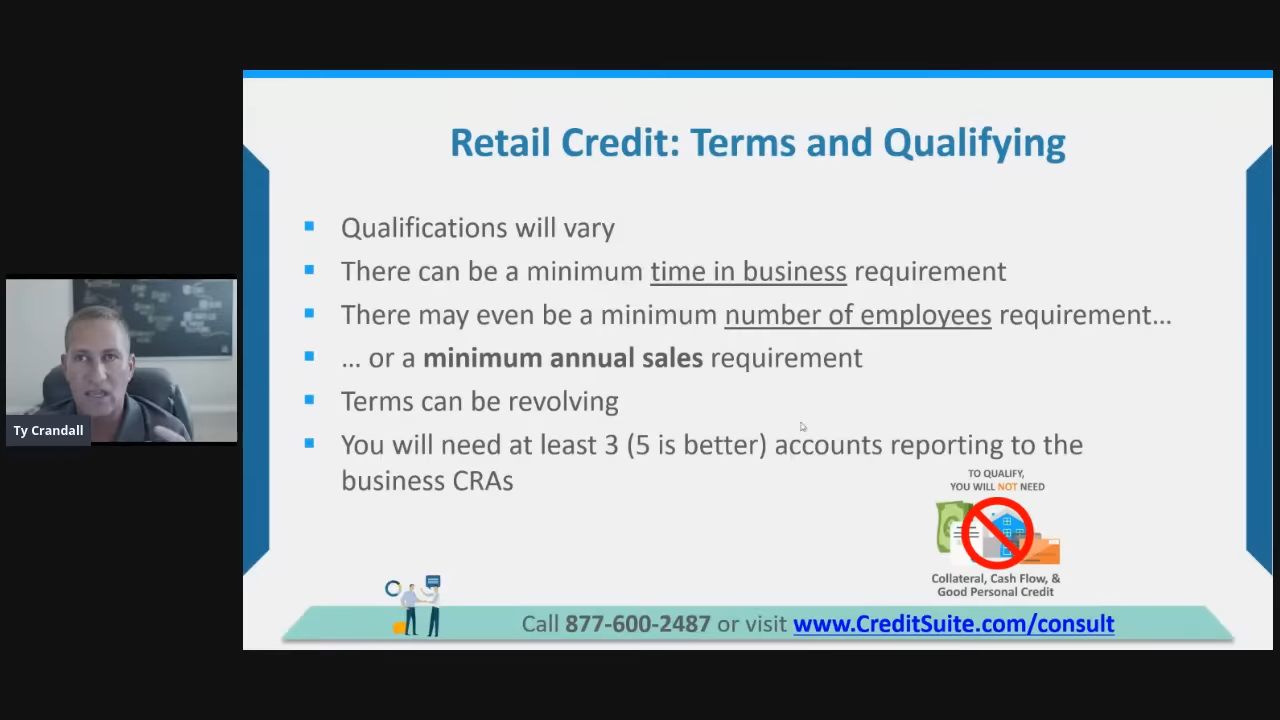 Retail Credit: Terms and Qualifying
Qualifications will vary
There can be a minimum time in business requirement
There may even be a minimum number of employees requirement…
… or a minimum annual sales requirement
Terms can be revolving
You will need at least 3 (5 is better) accounts reporting to the
business CRAs
TO QUALIFY,
YOU WILL NOT NEED
Collateral, Cash Flow, &
Good Personal Credit
Call 877-600-2487 or visit www.CreditSuite.com/consult
Ty Crandall